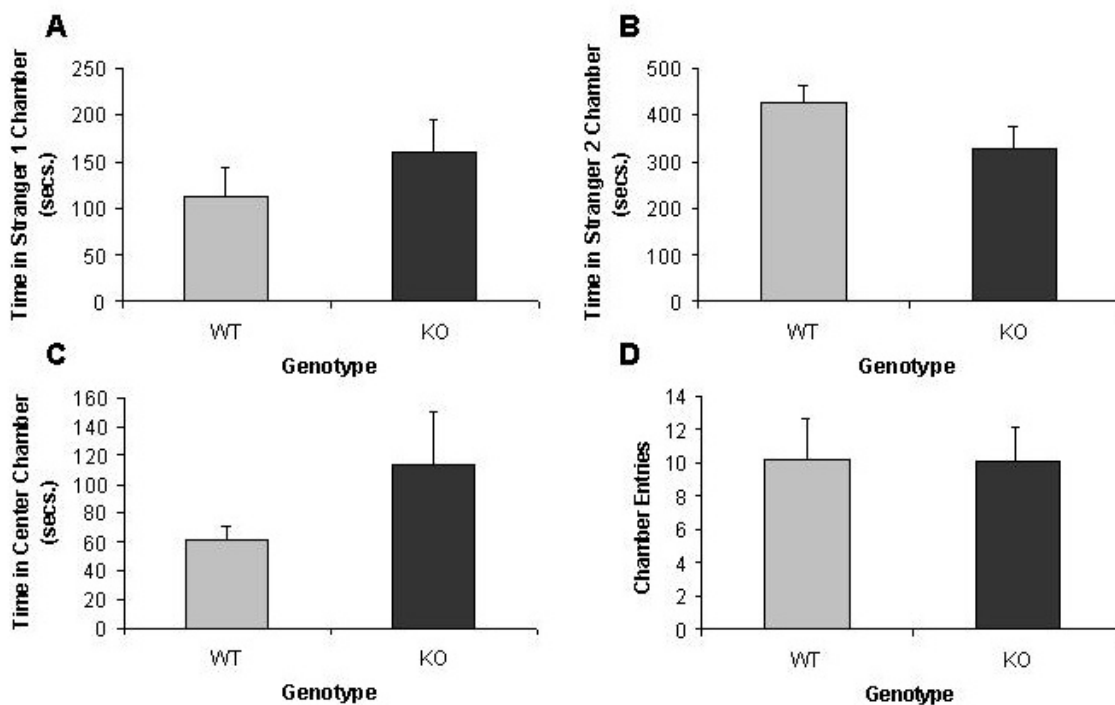 A
Time in Stranger 1 Chamber
(secs.)
250
200
150
100
50
0
WT
KO
Genotype
B
Time in Stranger 2 Chamber
(secs.)
500
400
300
200
100
0
WT
KO
Genotype
C
Time in Center Chamber
(secs.)
160
140
120
100
80
60
40
20
0
WT
KO
Genotype
D
Chamber Entries
14
12
10
8
6
4
2
0
WT
KO
Genotype